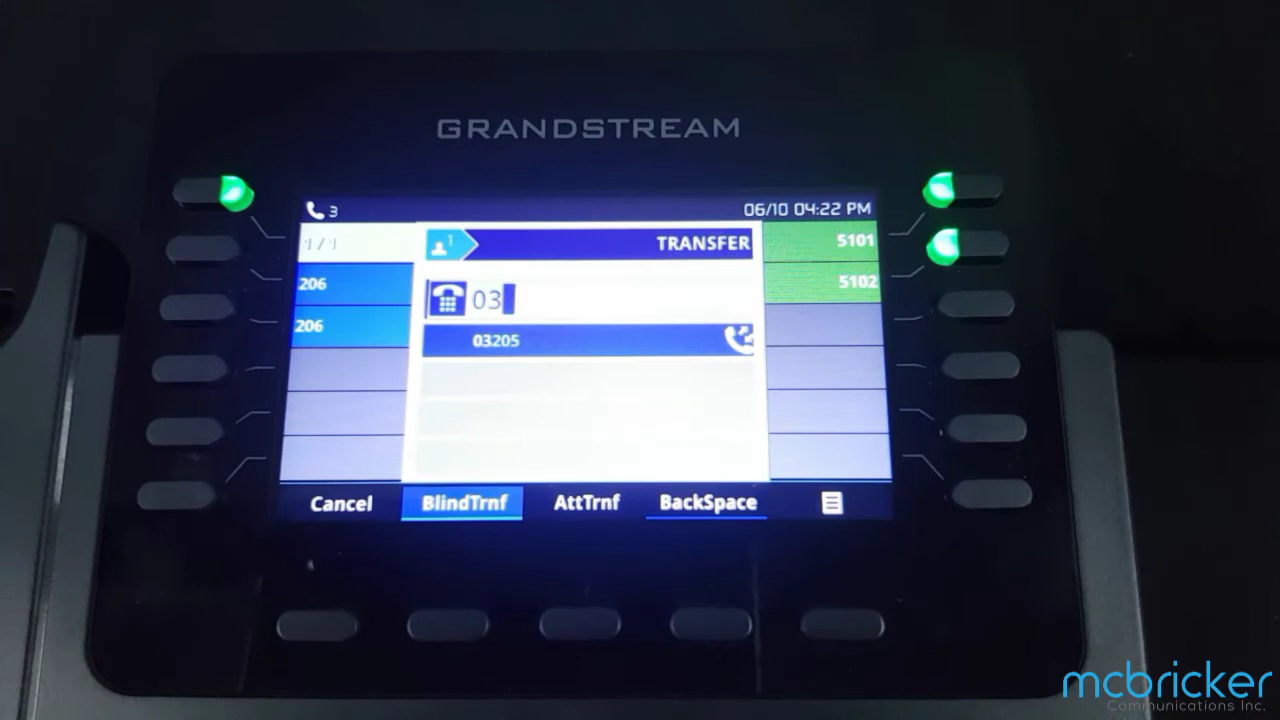 GRANDSTREAM
3
06/10 04:22 PM
1/1
1
TRANSFER
5101
206
03
5102
206
03205
Cancel
BlindTrnf
AttTrnf
BackSpace
mcbricker
Communications Inc.